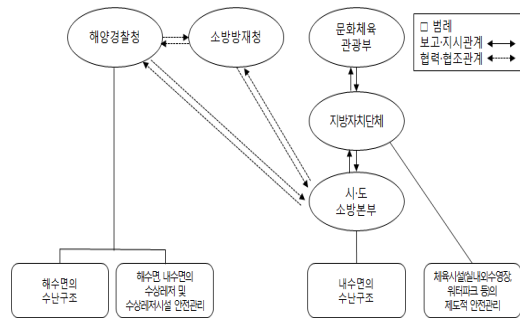 해양경찰청
소방방재청
문화체육
관광부
□ 범례
보고·지시관계
협력·협조관계
지방자치단체
시·도
소방본부
해수면의
수난구조
해수면, 내수면의
수상레저 및
수상레저시설 안전관리
내수면의
수난구조
체육시설(실내외수영장,
워터파크 등)의
제도적 안전관리